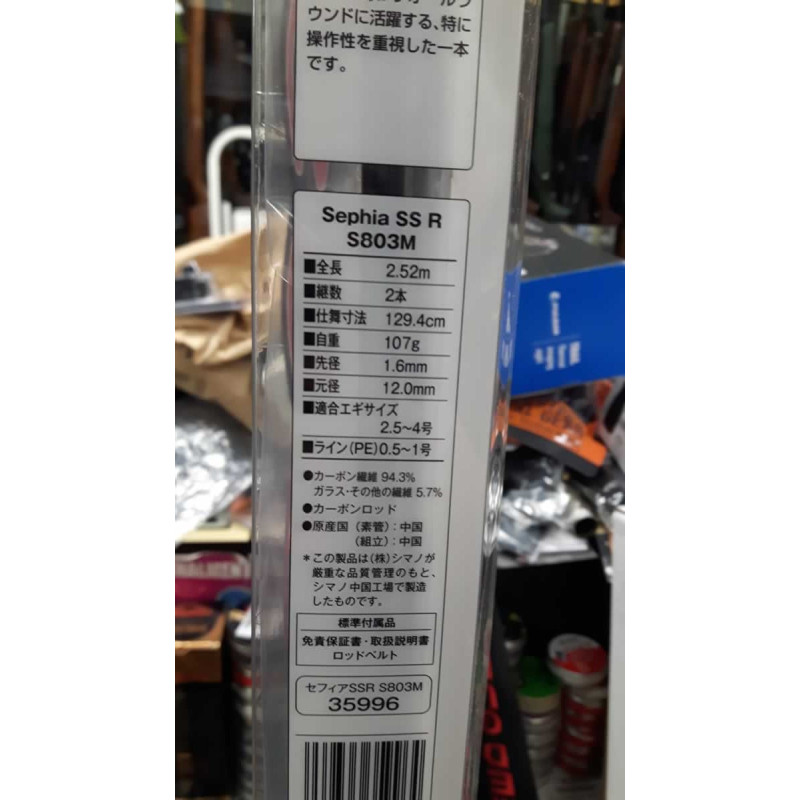 ウンドに活躍する、特に
操作性を重視した一本
です。
Sephia SS R
S803M
■全長 2.52m
■継数 2本
■仕舞寸法 129.4cm
■自重 107g
■先径 1.6mm
■元径 12.0mm
■適合エギサイズ
2.5~4号
■ライン(PE)0.5~1号
●カーボン繊維 94.3%
ガラス・その他の繊維 5.7%
●カーボンロッド
●原産国(素管):中国
(組立):中国
*この製品は(株)シマノが
厳重な品質管理のもと、
シマノ中国工場で製造
したものです。
標準付属品
免責保証書・取扱説明書
ロッドベルト
セフィアSSR S803M
35996